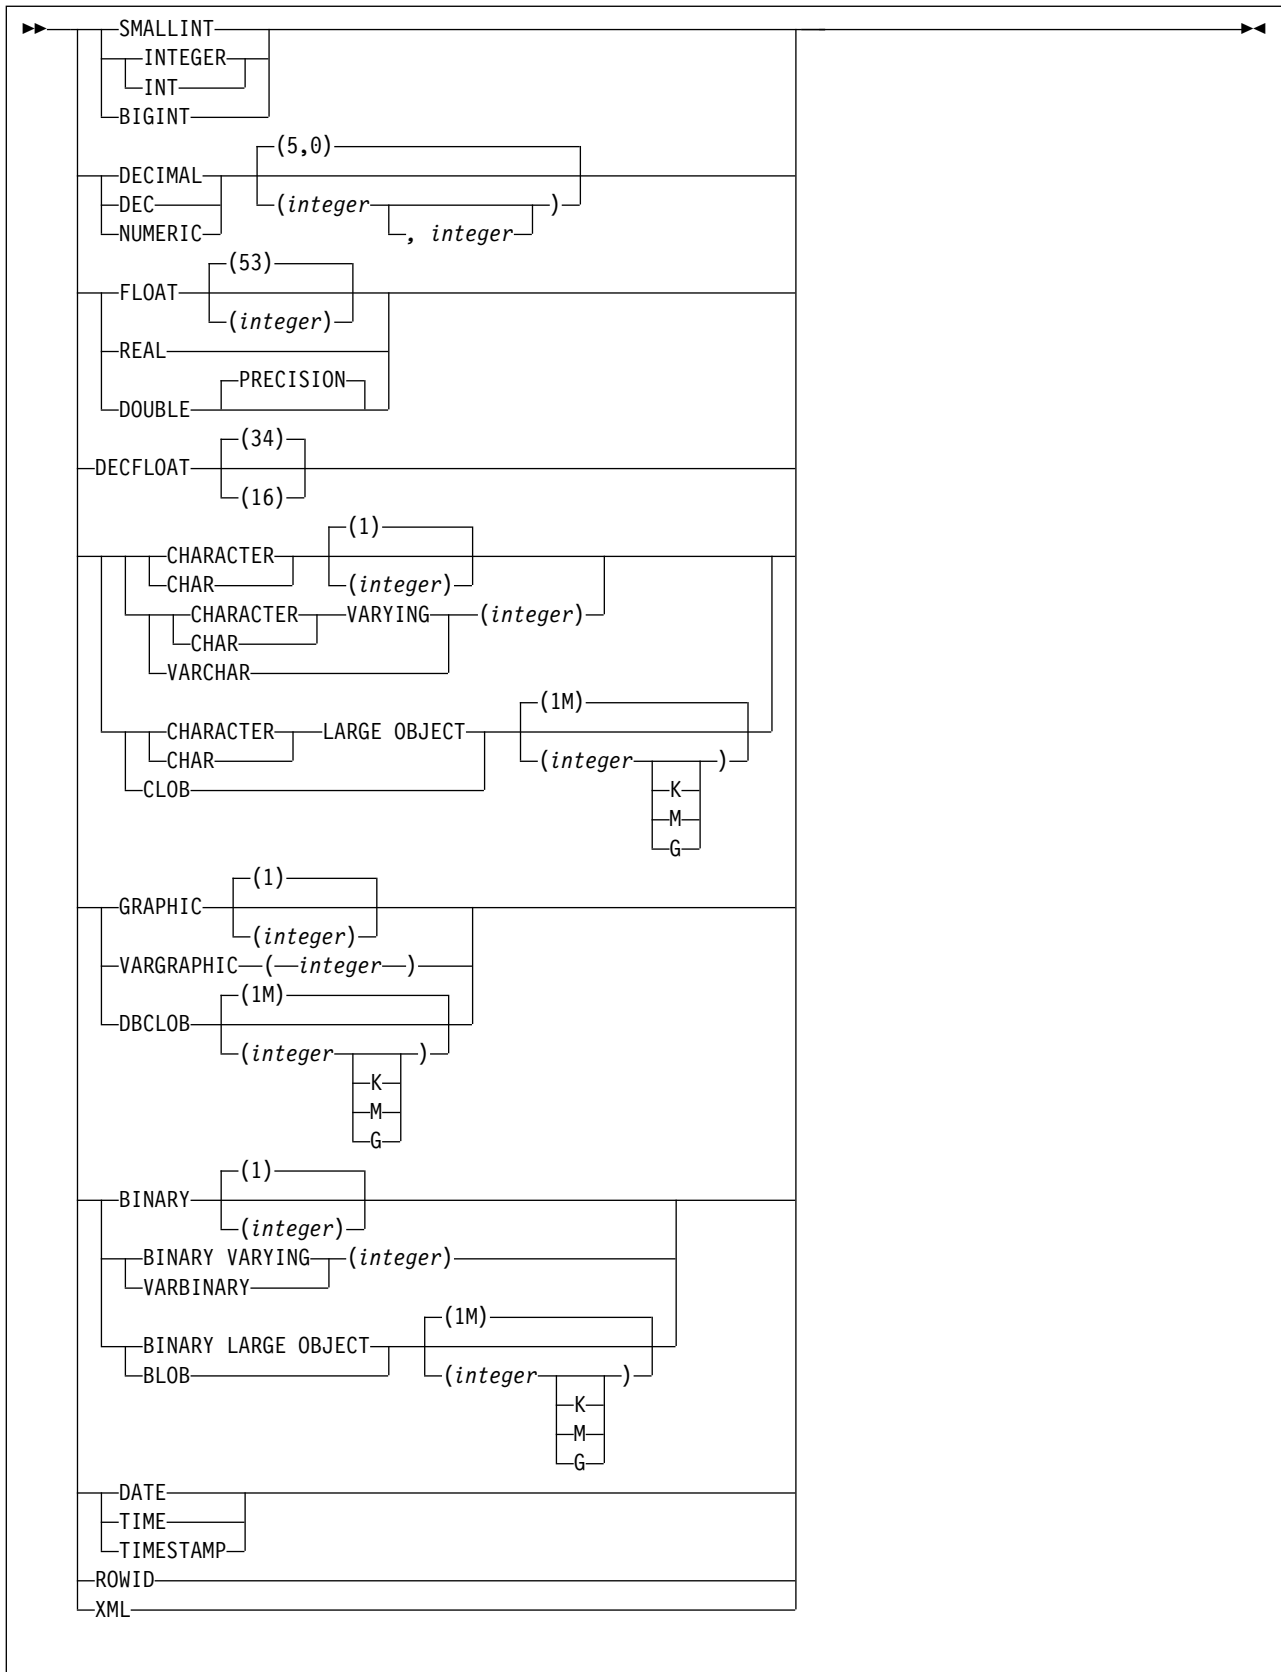 SMALLINT
INTEGER
INT
BIGINT
(5,0)
DECIMAL
DEC (integer )
NUMERIC , integer
(53)
FLOAT
(integer)
REAL
PRECISION
DOUBLE
(34)
DECFLOAT
(16)
(1)
CHARACTER
CHAR (integer)
CHARACTER VARYING (integer)
CHAR
VARCHAR
(1M)
CHARACTER LARGE OBJECT
CHAR (integer )
CLOB K
M
G
(1)
GRAPHIC
(integer)
VARGRAPHIC ( integer )
(1M)
DBCLOB
(integer )
K
M
G
(1)
BINARY
(integer)
BINARY VARYING (integer)
VARBINARY
(1M)
BINARY LARGE OBJECT
BLOB (integer )
K
M
G
DATE
TIME
TIMESTAMP
ROWID
XML